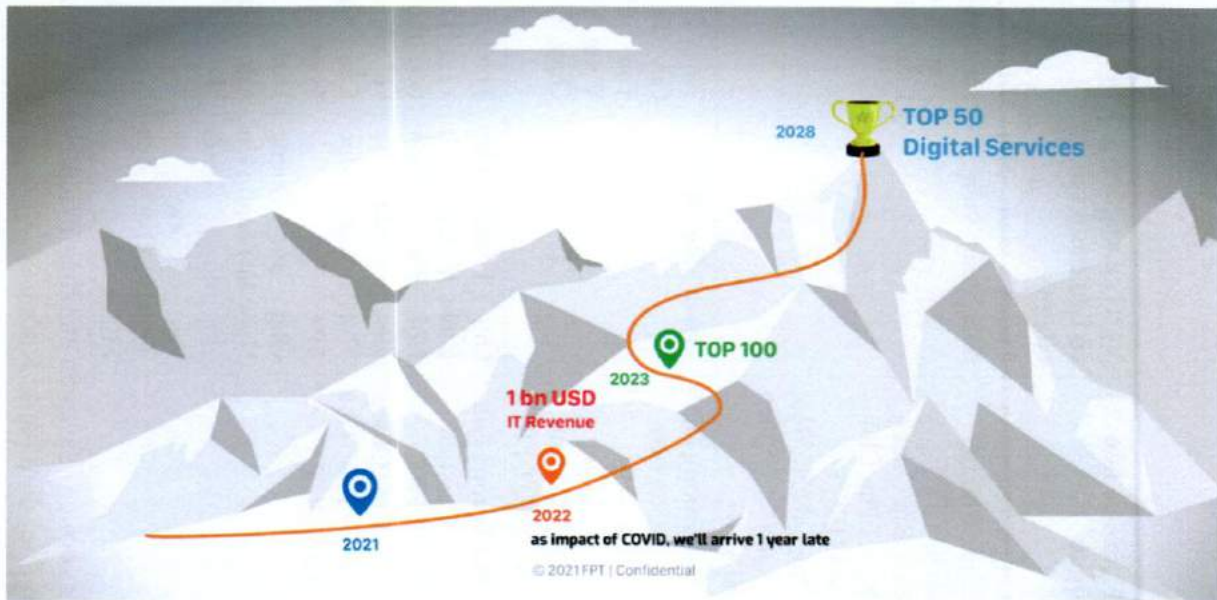 2028
TOP 50
Digital Services
TOP 100
2023
1 bn USD
IT Revenue
2022
2021
as impact of COVID, we'll arrive 1 year late
© 2021 FPT | Confidential